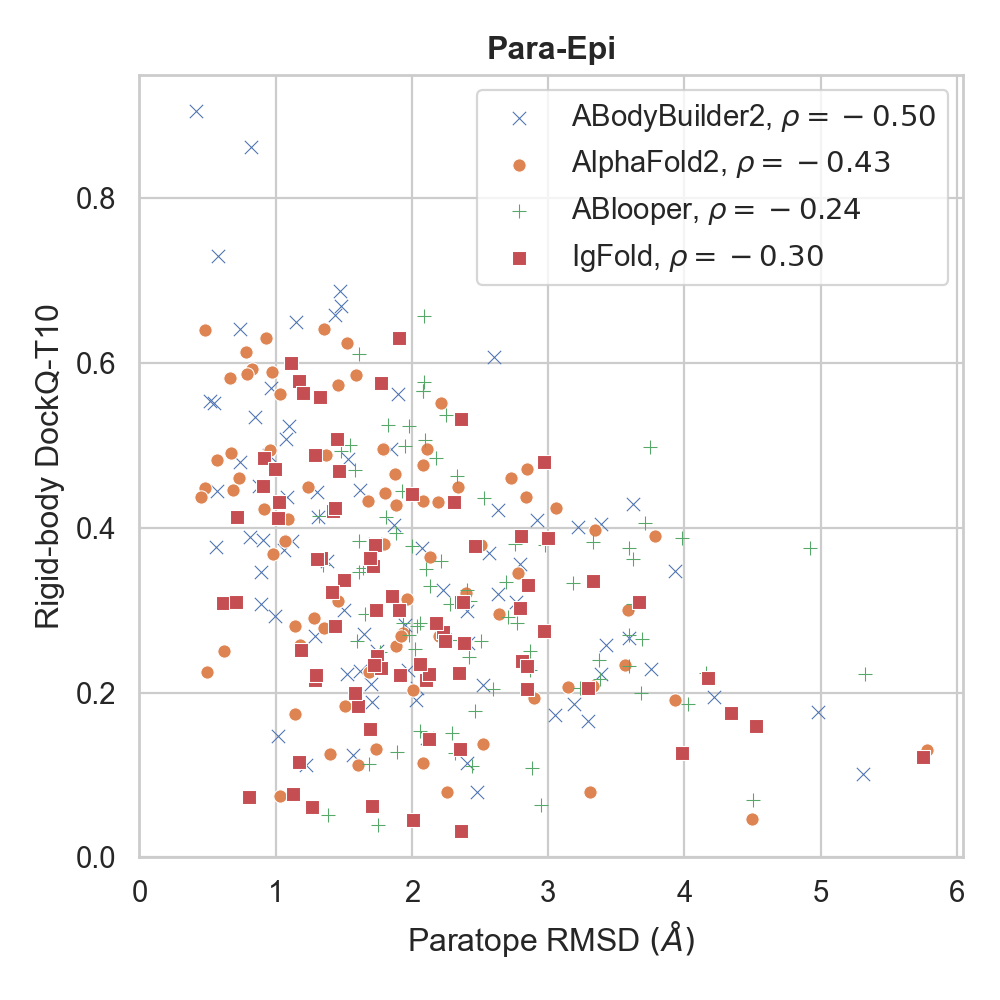 Para-Epi
ABodyBuilder2, ρ = −0.50
AlphaFold2, ρ = −0.43
ABlooper, ρ = −0.24
IgFold, ρ = −0.30
Rigid-body DockQ-T10
0.8
0.6
0.4
0.2
0.0
0 1 2 3 4 5 6
Paratope RMSD (Å)